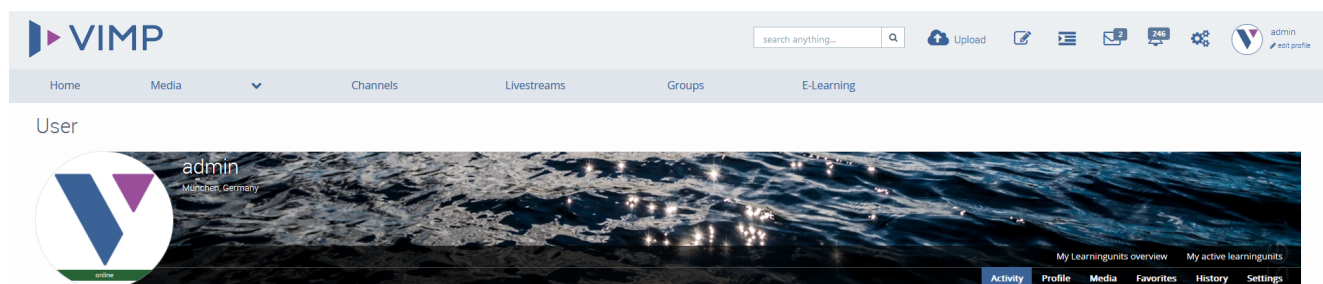 VIMP
search anything...
Upload
2
246
admin
edit profile
Home Media Channels Livestreams Groups E-Learning
User
admin
München, Germany
online
My Learningunits overview My active learningunits
Activity Profile Media Favorites History Settings